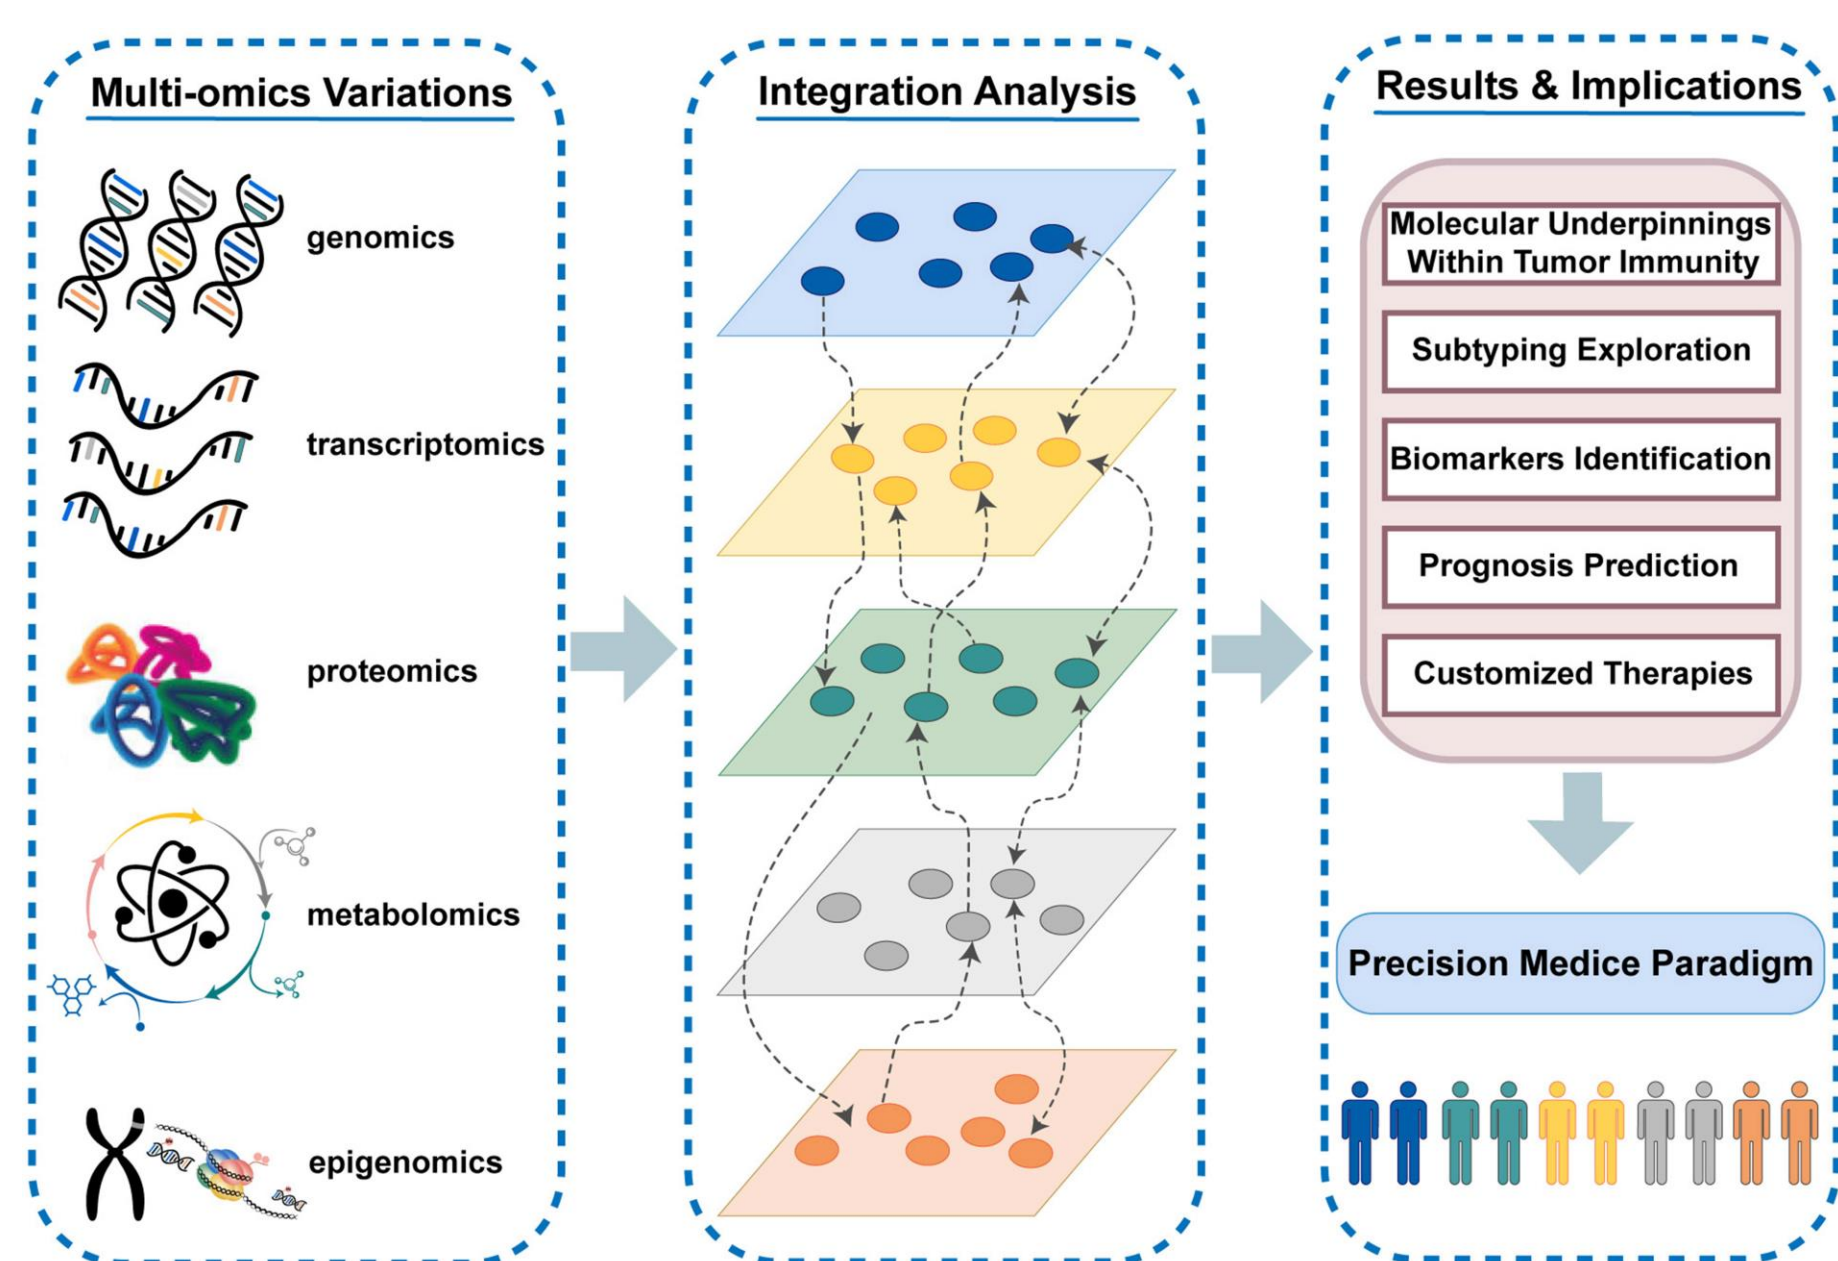 Multi-omics Variations
genomics
transcriptomics
proteomics
metabolomics
epigenomics
Integration Analysis
Results & Implications
Molecular Underpinnings
Within Tumor Immunity
Subtyping Exploration
Biomarkers Identification
Prognosis Prediction
Customized Therapies
Precision Medice Paradigm